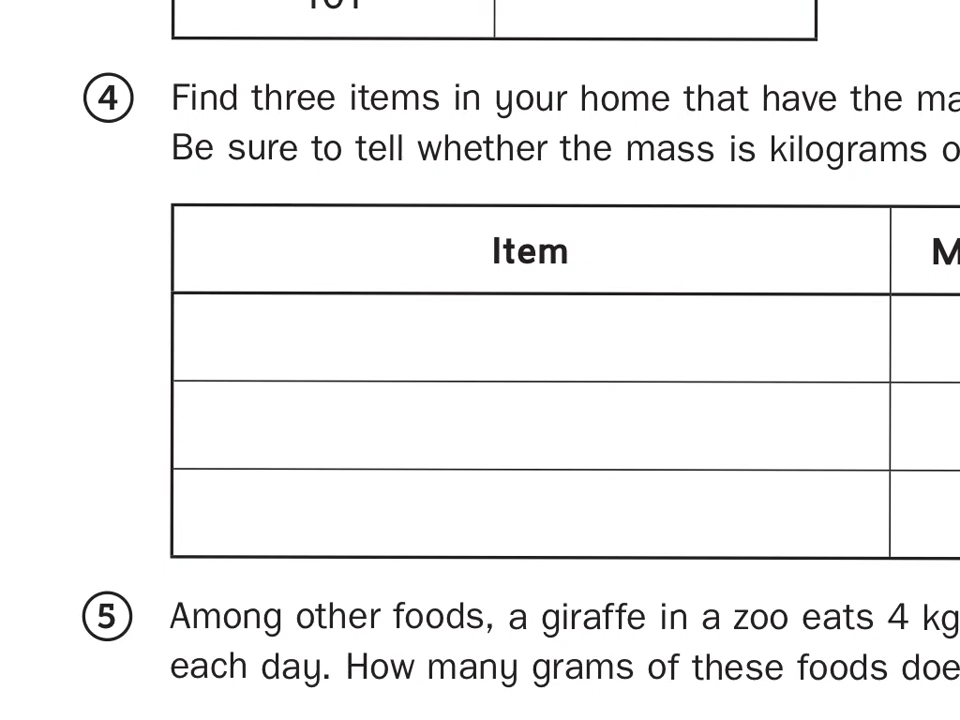 4 Find three items in your home that have the
Be sure to tell whether the mass is kilograms
Item
5 Among other foods, a giraffe in a zoo eats 4 kg
each day. How many grams of these foods